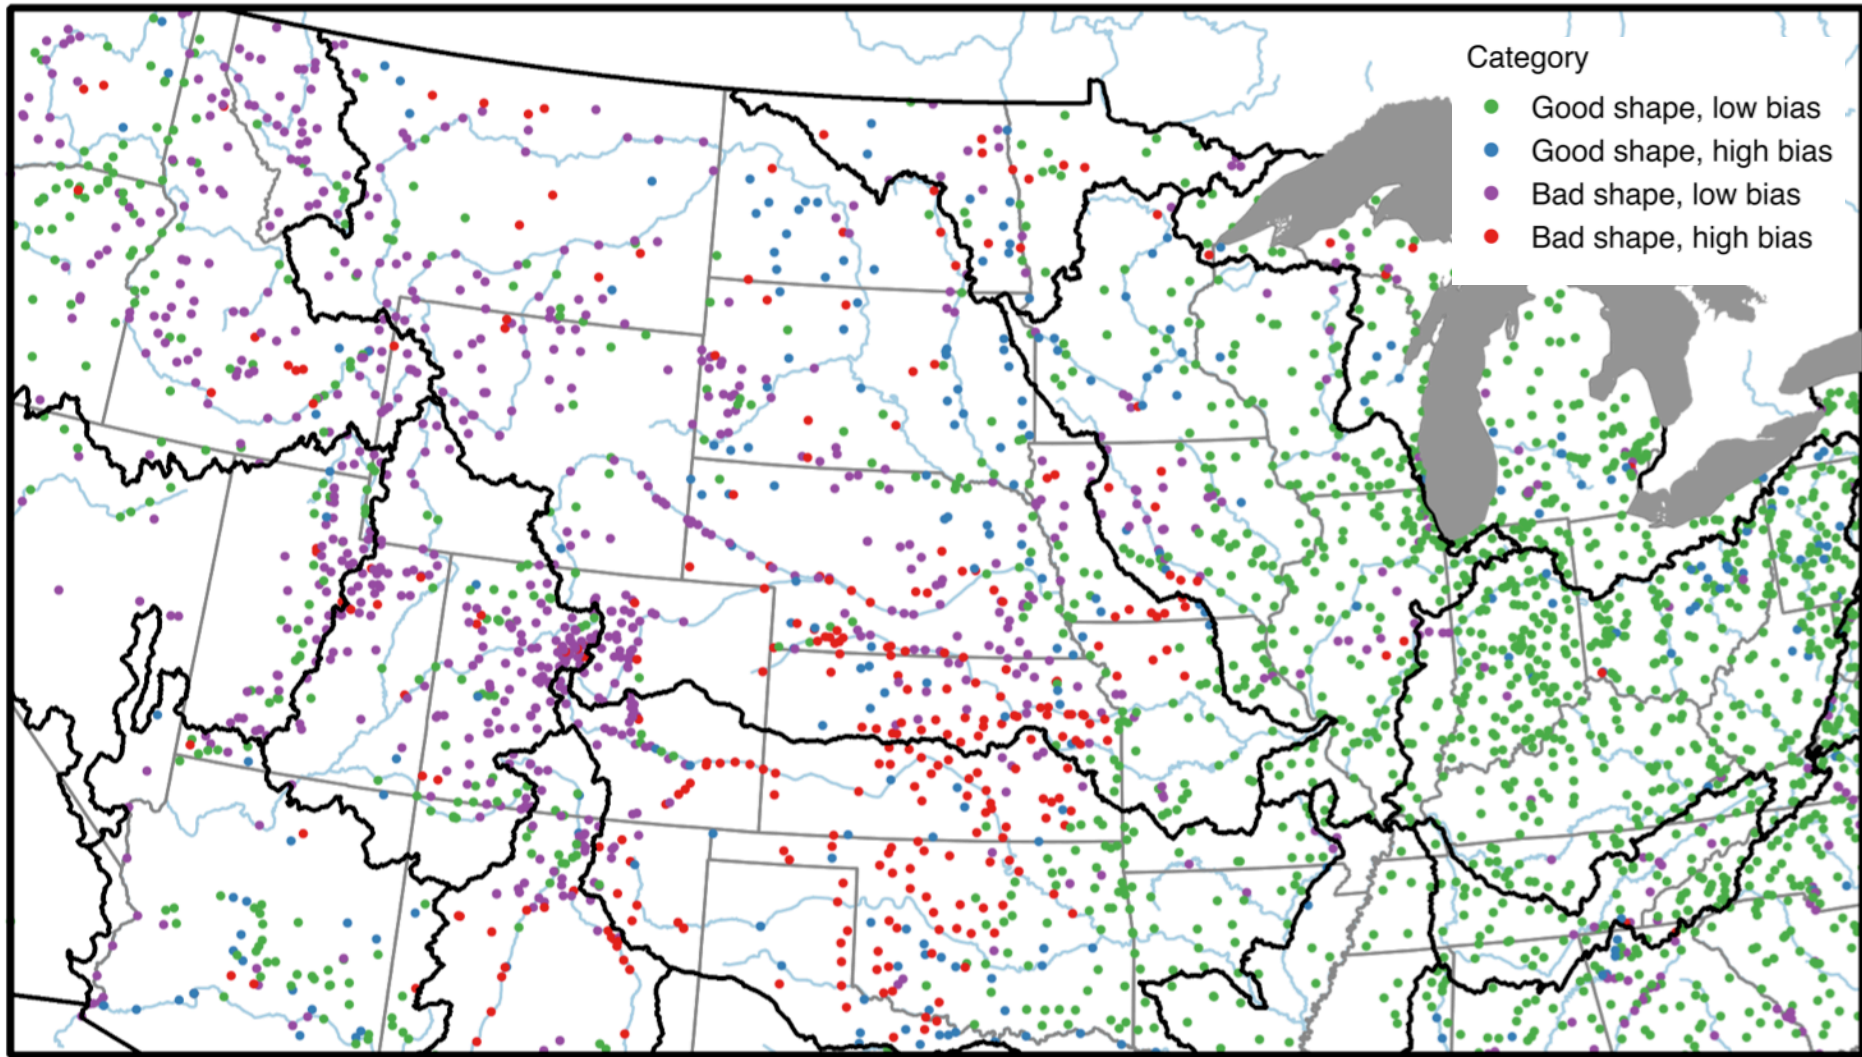 Category
Good shape, low bias
Good shape, high bias
Bad shape, low bias
Bad shape, high bias